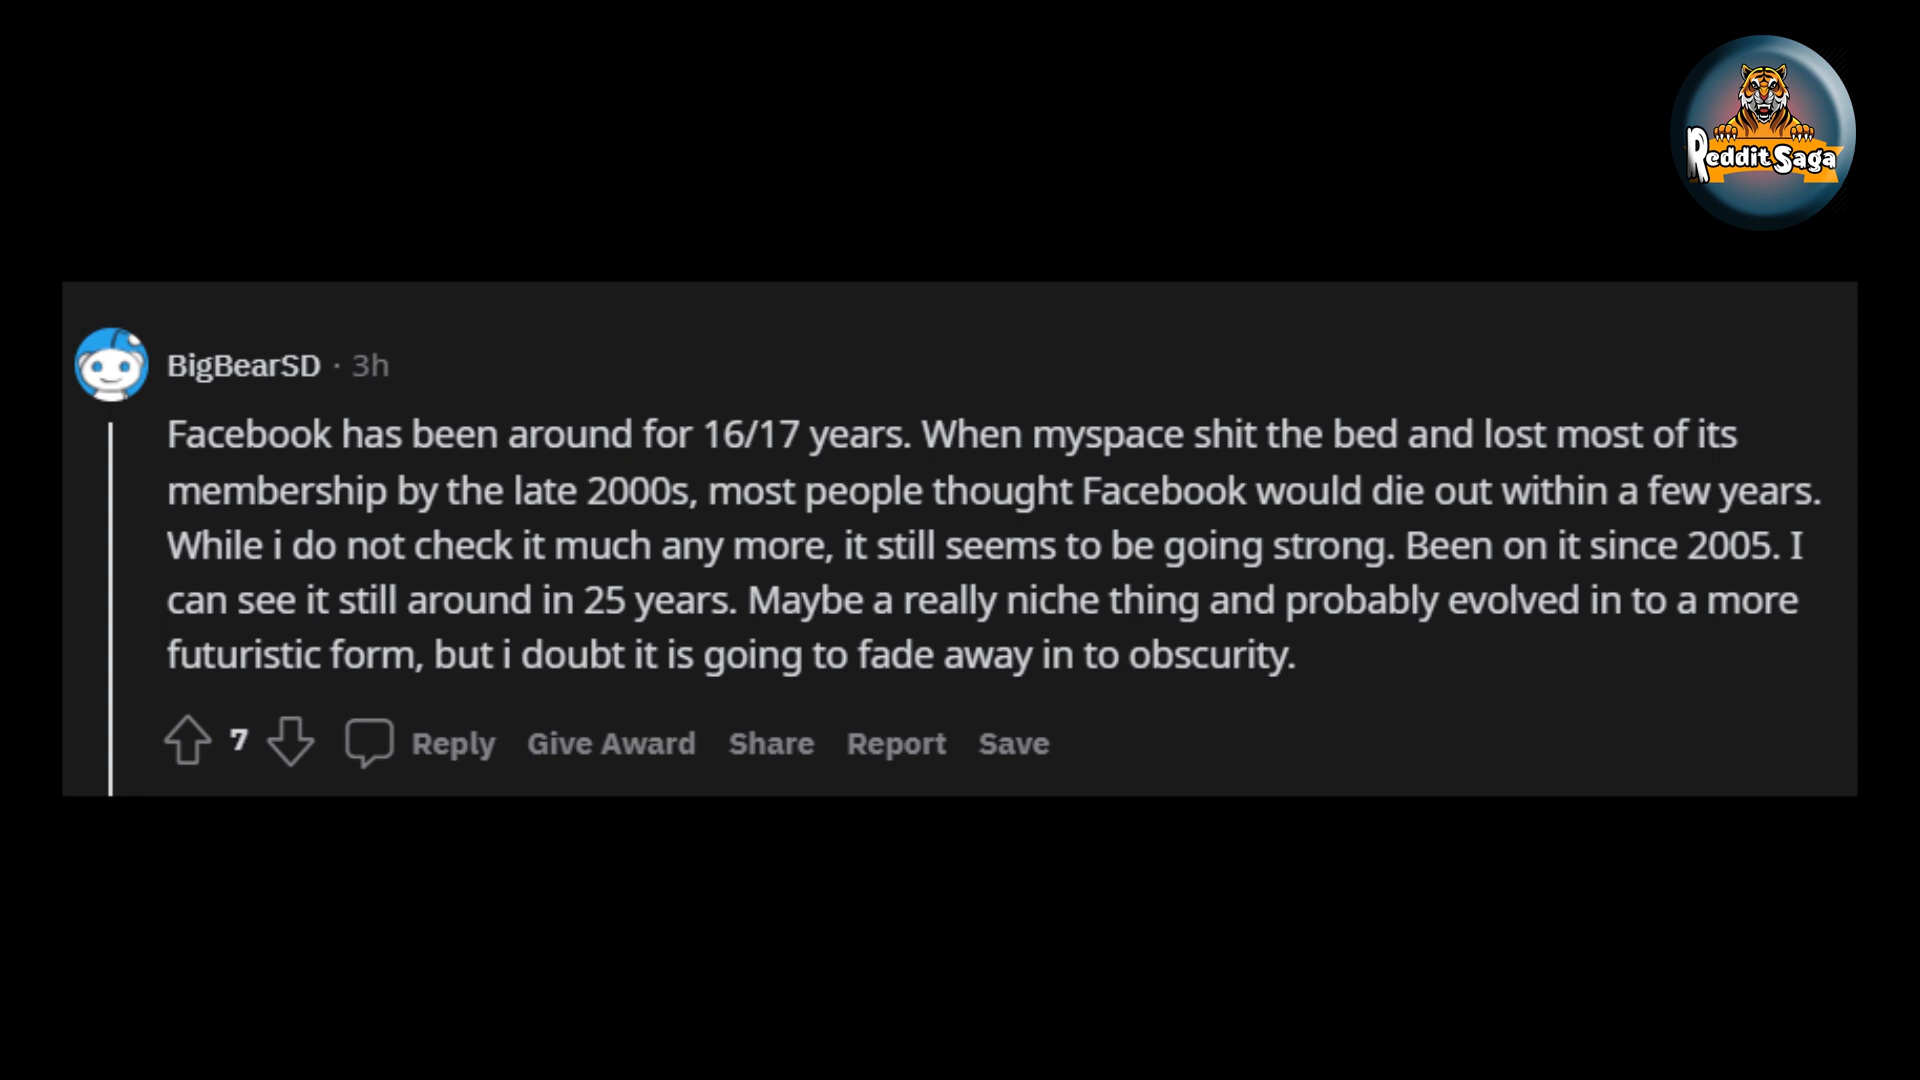 Reddit Saga
BigBearSD · 3h
Facebook has been around for 16/17 years. When myspace shit the bed and lost most of its
membership by the late 2000s, most people thought Facebook would die out within a few years.
While i do not check it much any more, it still seems to be going strong. Been on it since 2005. I
can see it still around in 25 years. Maybe a really niche thing and probably evolved in to a more
futuristic form, but i doubt it is going to fade away in to obscurity.
7 Reply Give Award Share Report Save